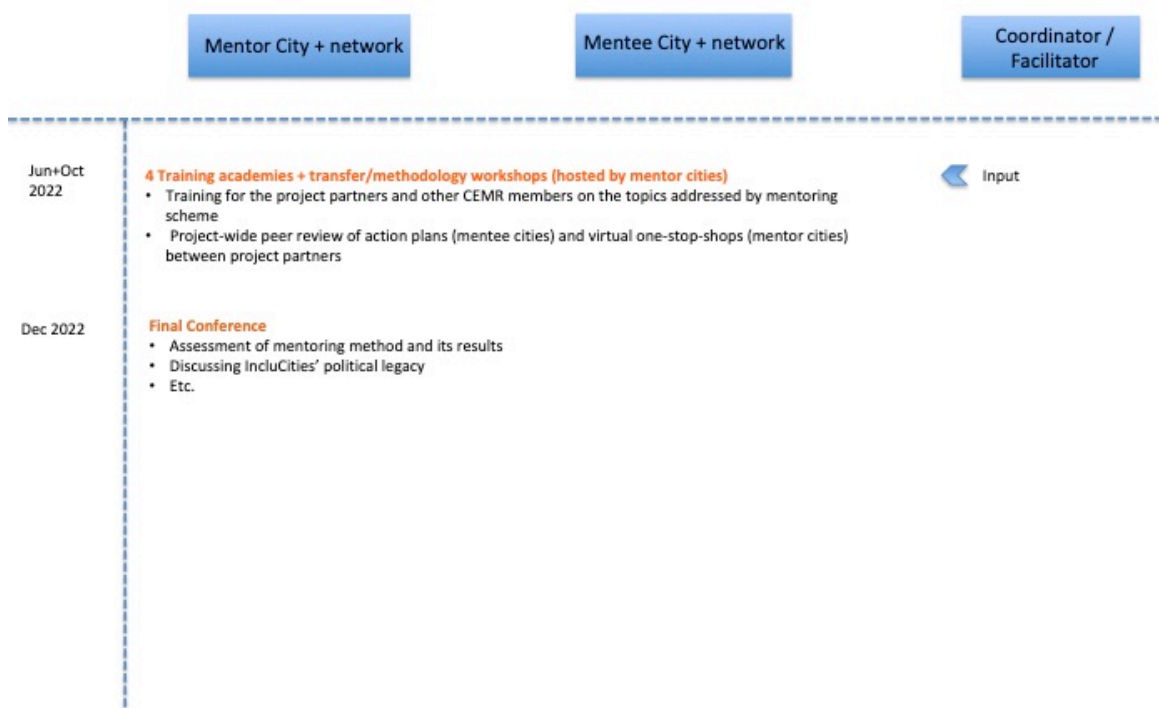 Mentor City + network
Mentee City + network
Coordinator /
Facilitator
Jun+Oct
2022
4 Training academies + transfer/methodology workshops (hosted by mentor cities)
• Training for the project partners and other CEMR members on the topics addressed by mentoring
scheme
• Project-wide peer review of action plans (mentee cities) and virtual one-stop-shops (mentor cities)
between project partners
Input
Dec 2022
Final Conference
• Assessment of mentoring method and its results
• Discussing IncluCities’ political legacy
• Etc.